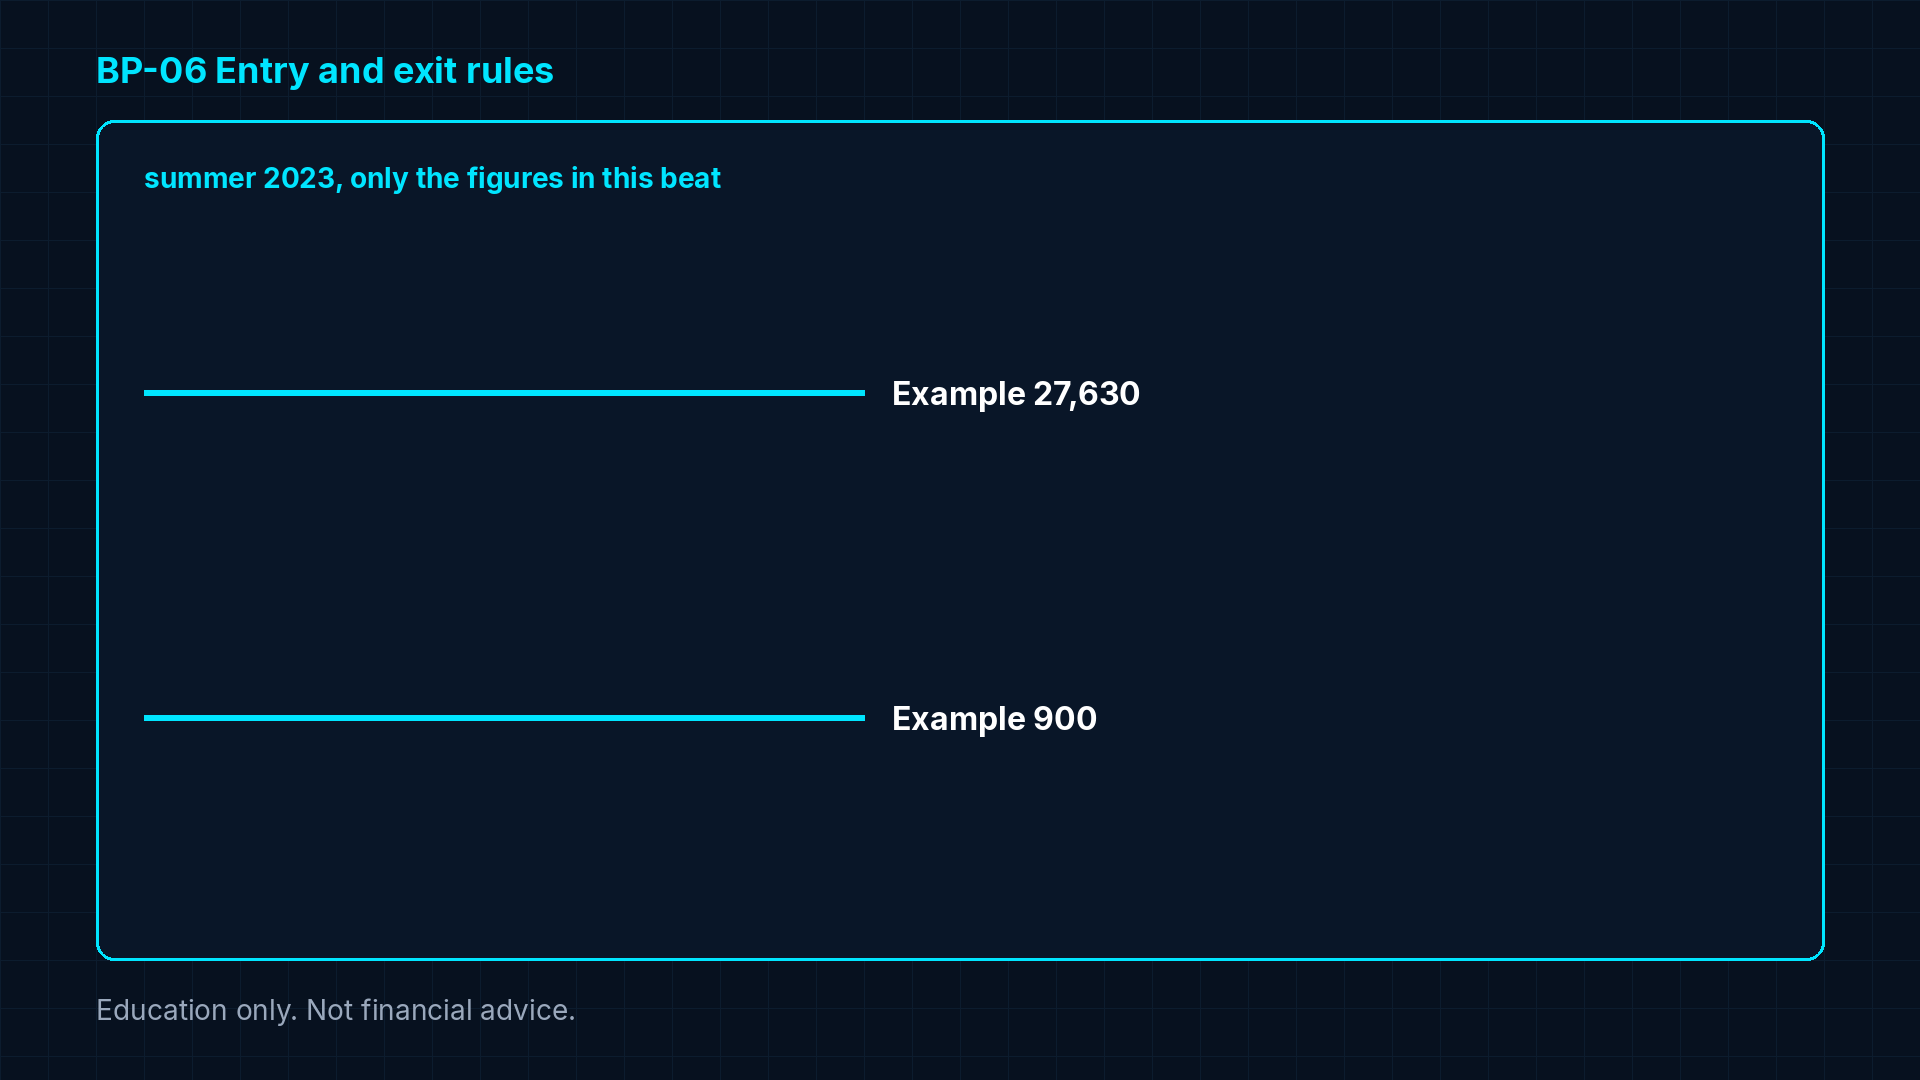 BP-06 Entry and exit rules
summer 2023, only the figures in this beat
Example 27,630
Example 900
Education only. Not financial advice.